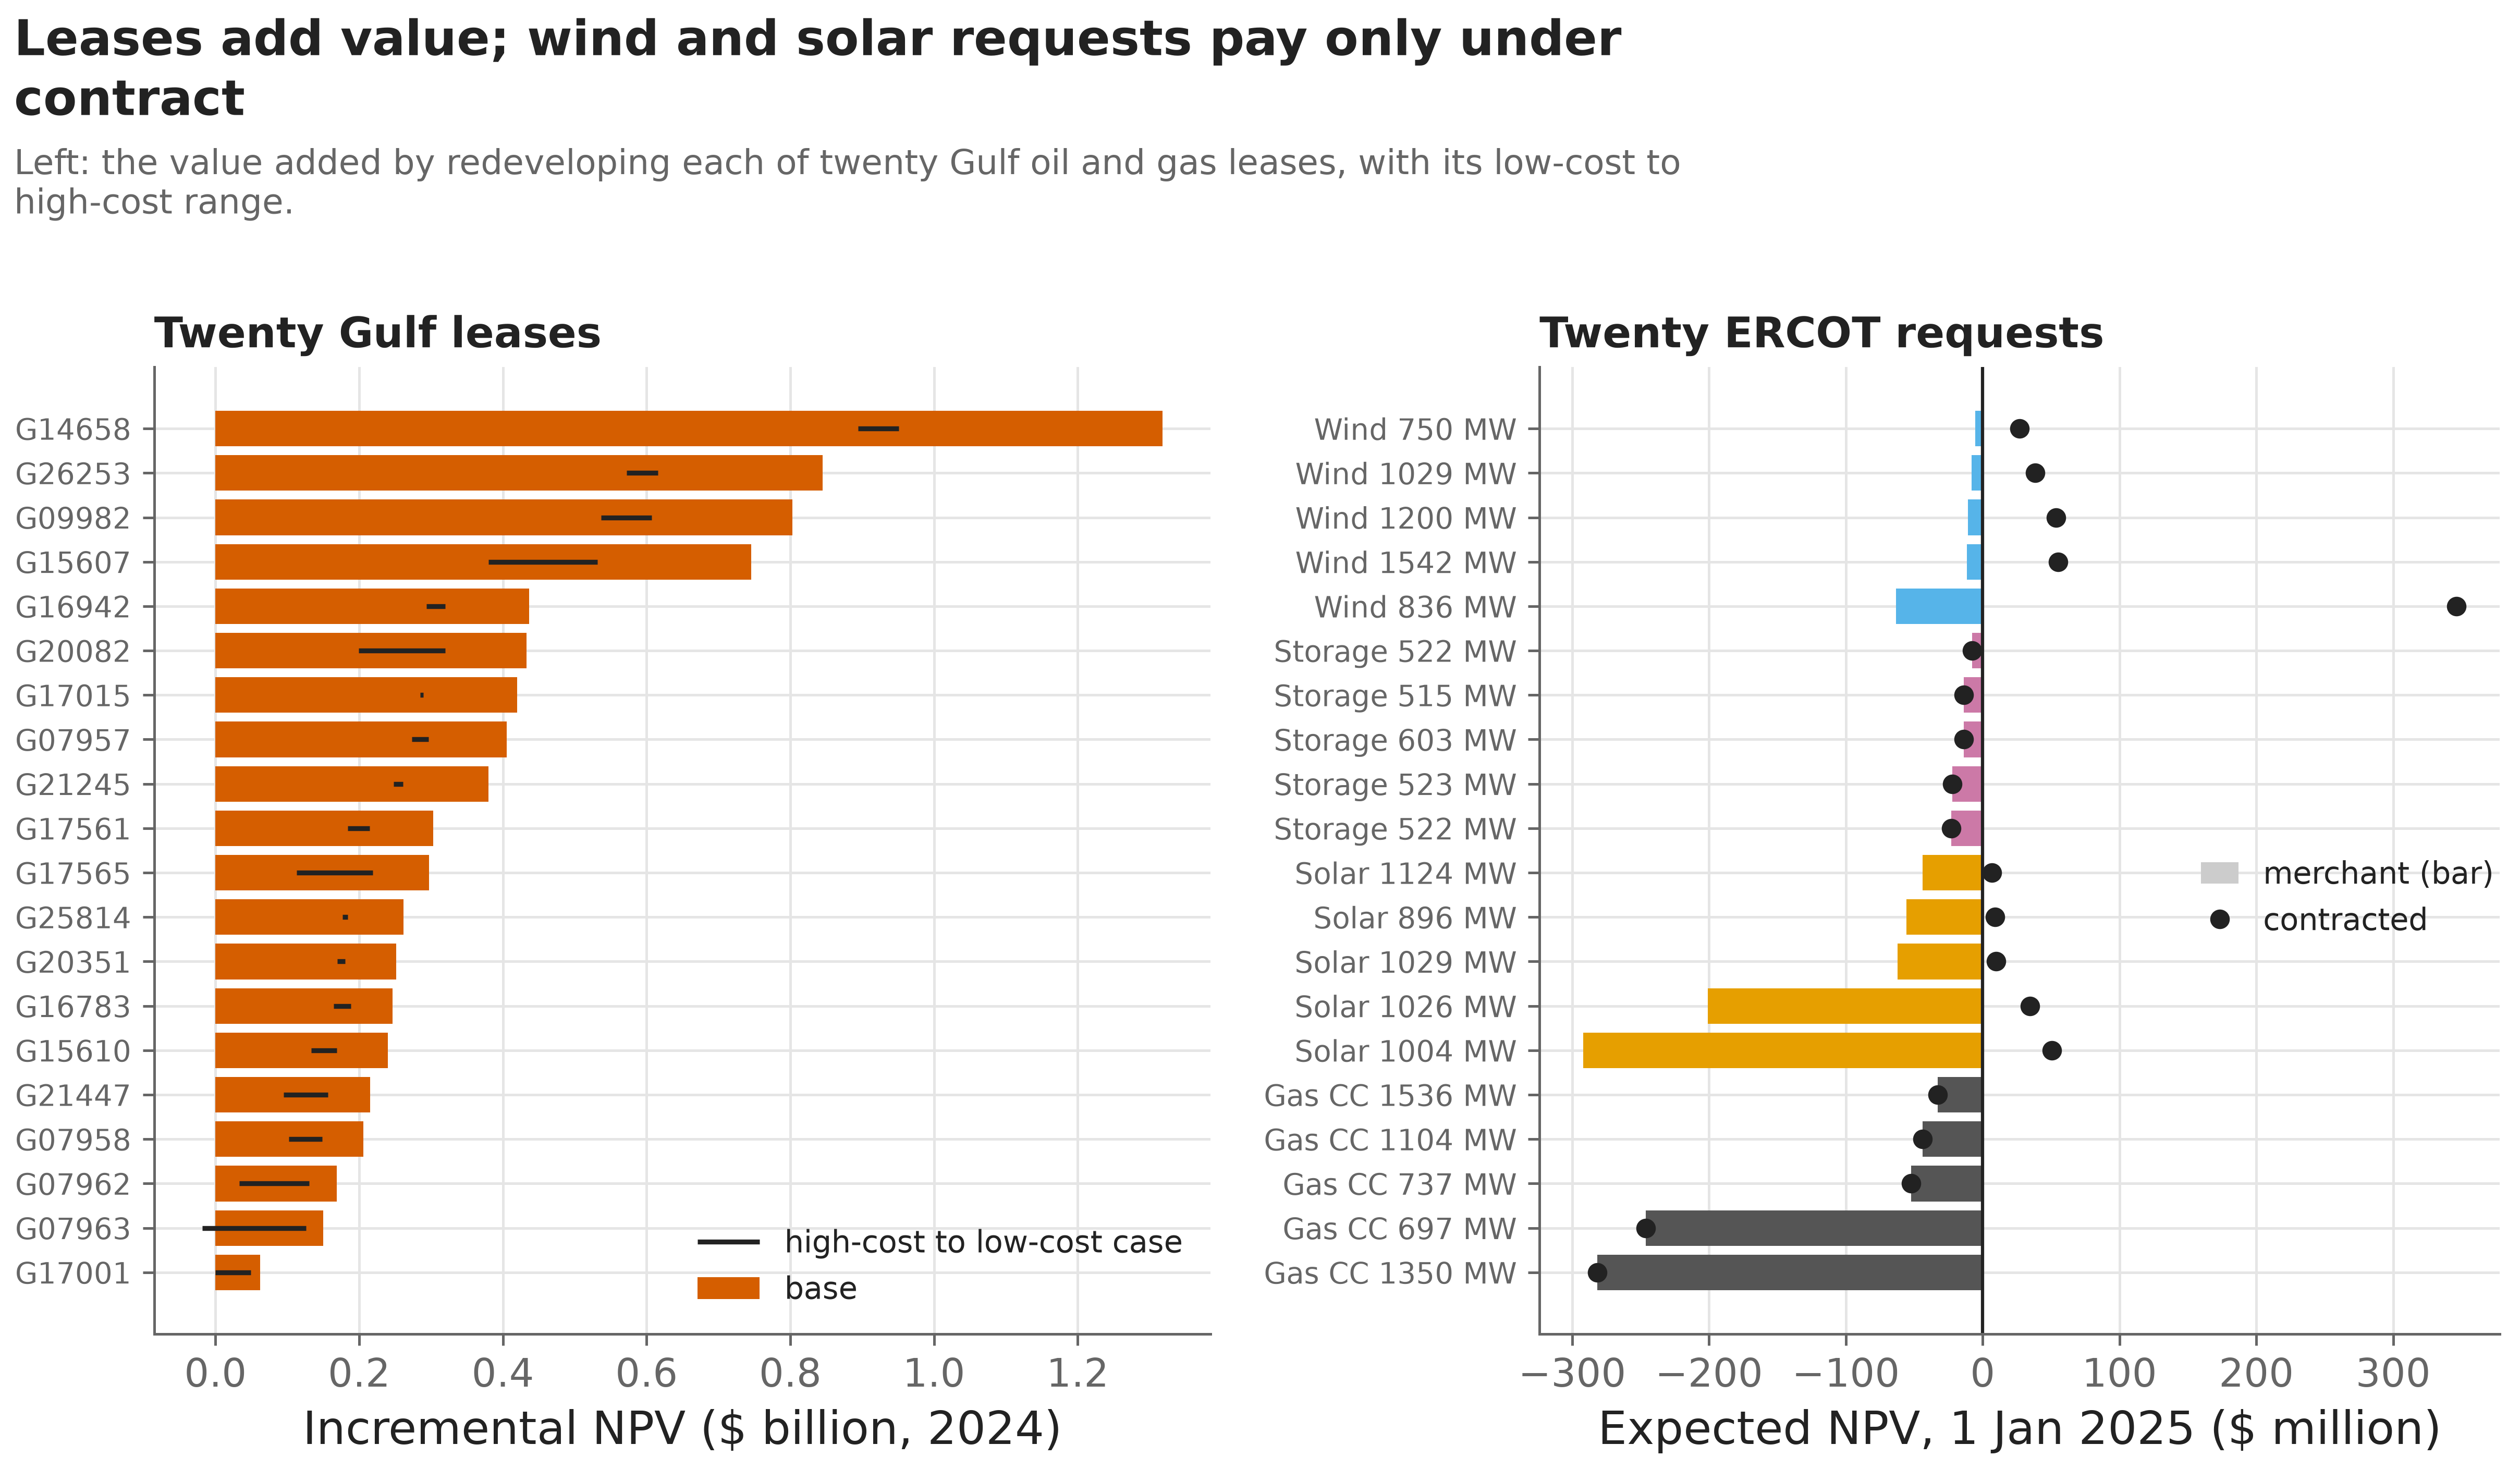 Leases add value; wind and solar requests pay only under
contract
Left: the value added by redeveloping each of twenty Gulf oil and gas leases, with its low-cost to
high-cost range.
Twenty Gulf leases
G14658
G26253
G09982
G15607
G16942
G20082
G17015
G07957
G21245
G17561
G17565
G25814
G20351
G16783
G15610
G21447
G07958
G07962
G07963
G17001
high-cost to low-cost case
base
0.0 0.2 0.4 0.6 0.8 1.0 1.2
Incremental NPV ($ billion, 2024)
Twenty ERCOT requests
Wind 750 MW
Wind 1029 MW
Wind 1200 MW
Wind 1542 MW
Wind 836 MW
Storage 522 MW
Storage 515 MW
Storage 603 MW
Storage 523 MW
Storage 522 MW
Solar 1124 MW
Solar 896 MW
Solar 1029 MW
Solar 1026 MW
Solar 1004 MW
Gas CC 1536 MW
Gas CC 1104 MW
Gas CC 737 MW
Gas CC 697 MW
Gas CC 1350 MW
merchant (bar)
contracted
−300 −200 −100 0 100 200 300
Expected NPV, 1 Jan 2025 ($ million)